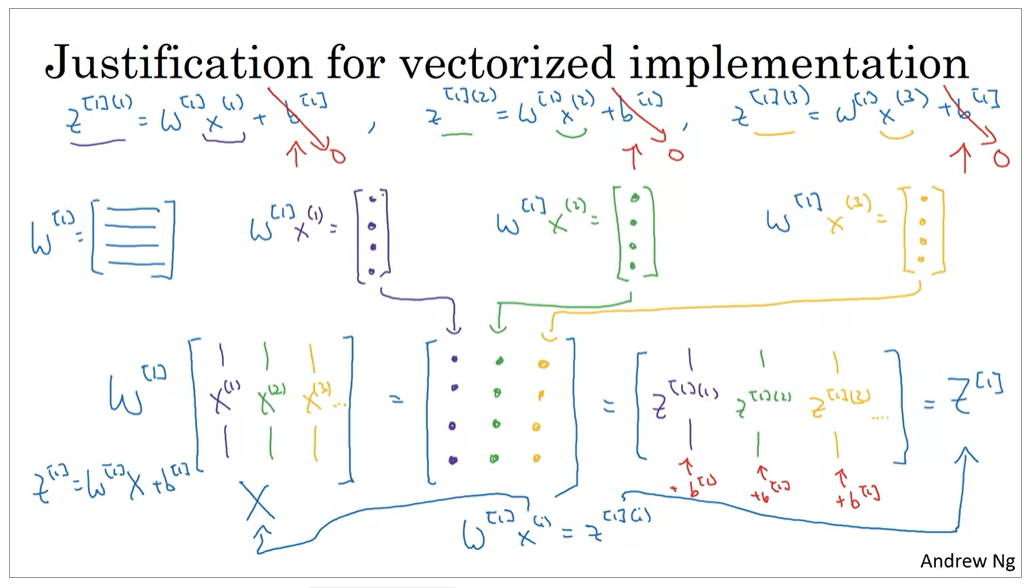 Justification for vectorized implementation
z^[1](1) = W^[1] x^(1) + b^[1] , z^[1](2) = W^[1] x^(2) + b^[1] , z^[1](3) = W^[1] x^(3) + b^[1]
0 0 0
W^[1] = [ ] W^[1] x^(1) = W^[1] x^(2) = W^[1] x^(3) =
W^[1] [ x^(1) x^(2) x^(3) ... ] = [ ] = [ z^[1](1) z^[1](2) z^[1](3) .... ] = Z^[1]
+ b^[1] + b^[1] + b^[1]
Z^[1] = W^[1] X + b^[1]
X
W^[1] x^(i) = z^[1](i)
Andrew Ng